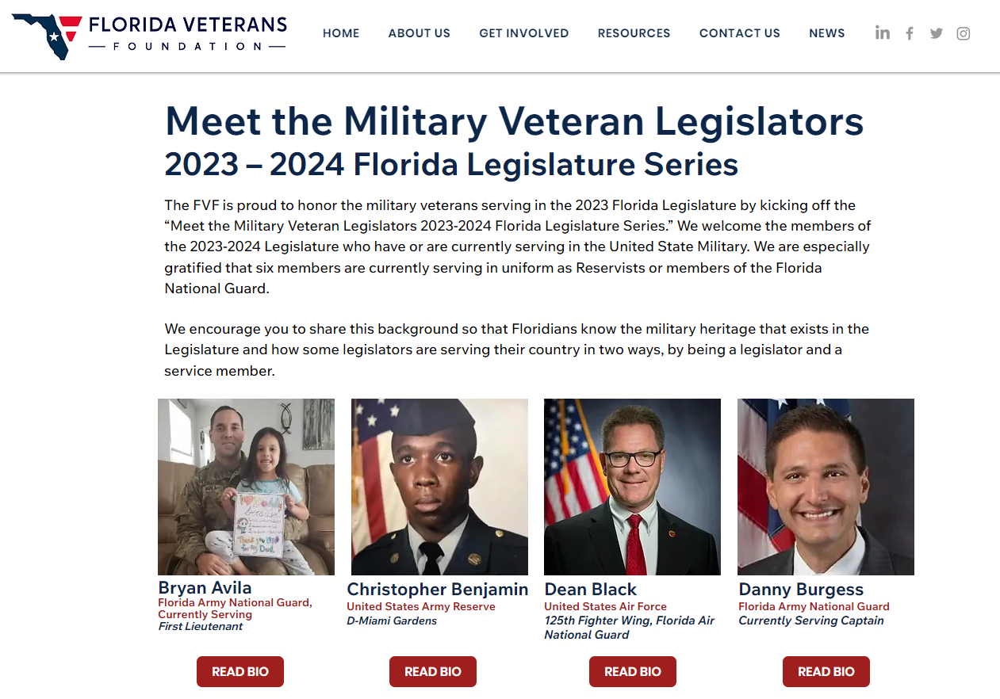 FLORIDA VETERANS
FOUNDATION
HOME
ABOUT US
GET INVOLVED
RESOURCES
CONTACT US
NEWS
Meet the Military Veteran Legislators
2023 – 2024 Florida Legislature Series
The FVF is proud to honor the military veterans serving in the 2023 Florida Legislature by kicking off the
“Meet the Military Veteran Legislators 2023-2024 Florida Legislature Series.” We welcome the members of
the 2023-2024 Legislature who have or are currently serving in the United State Military. We are especially
gratified that six members are currently serving in uniform as Reservists or members of the Florida
National Guard.
We encourage you to share this background so that Floridians know the military heritage that exists in the
Legislature and how some legislators are serving their country in two ways, by being a legislator and a
service member.
Bryan Avila
Florida Army National Guard,
Currently Serving
First Lieutenant
READ BIO
Christopher Benjamin
United States Army Reserve
D-Miami Gardens
READ BIO
Dean Black
United States Air Force
125th Fighter Wing, Florida Air
National Guard
READ BIO
Danny Burgess
Florida Army National Guard
Currently Serving Captain
READ BIO